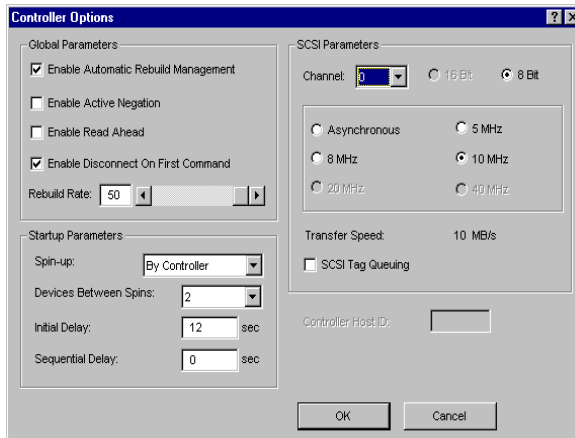 Controller Options
Global Parameters
Enable Automatic Rebuild Management
Enable Active Negation
Enable Read Ahead
Enable Disconnect On First Command
Rebuild Rate: 50
Startup Parameters
Spin-up: By Controller
Devices Between Spins: 2
Initial Delay: 12 sec
Sequential Delay: 0 sec
SCSI Parameters
Channel: 0 16 Bit 8 Bit
Asynchronous 5 MHz
8 MHz 10 MHz
20 MHz 40 MHz
Transfer Speed: 10 MB/s
SCSI Tag Queuing
Controller Host ID:
OK Cancel